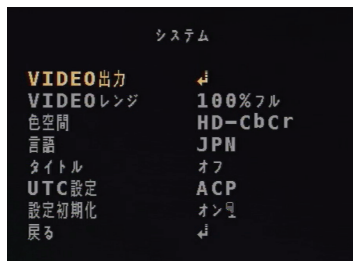 システム
VIDEO出力 ↲
VIDEOレンジ 100%フル
色空間 HD-CbCr
言語 JPN
タイトル オフ
UTC設定 ACP
設定初期化 オン
戻る ↲